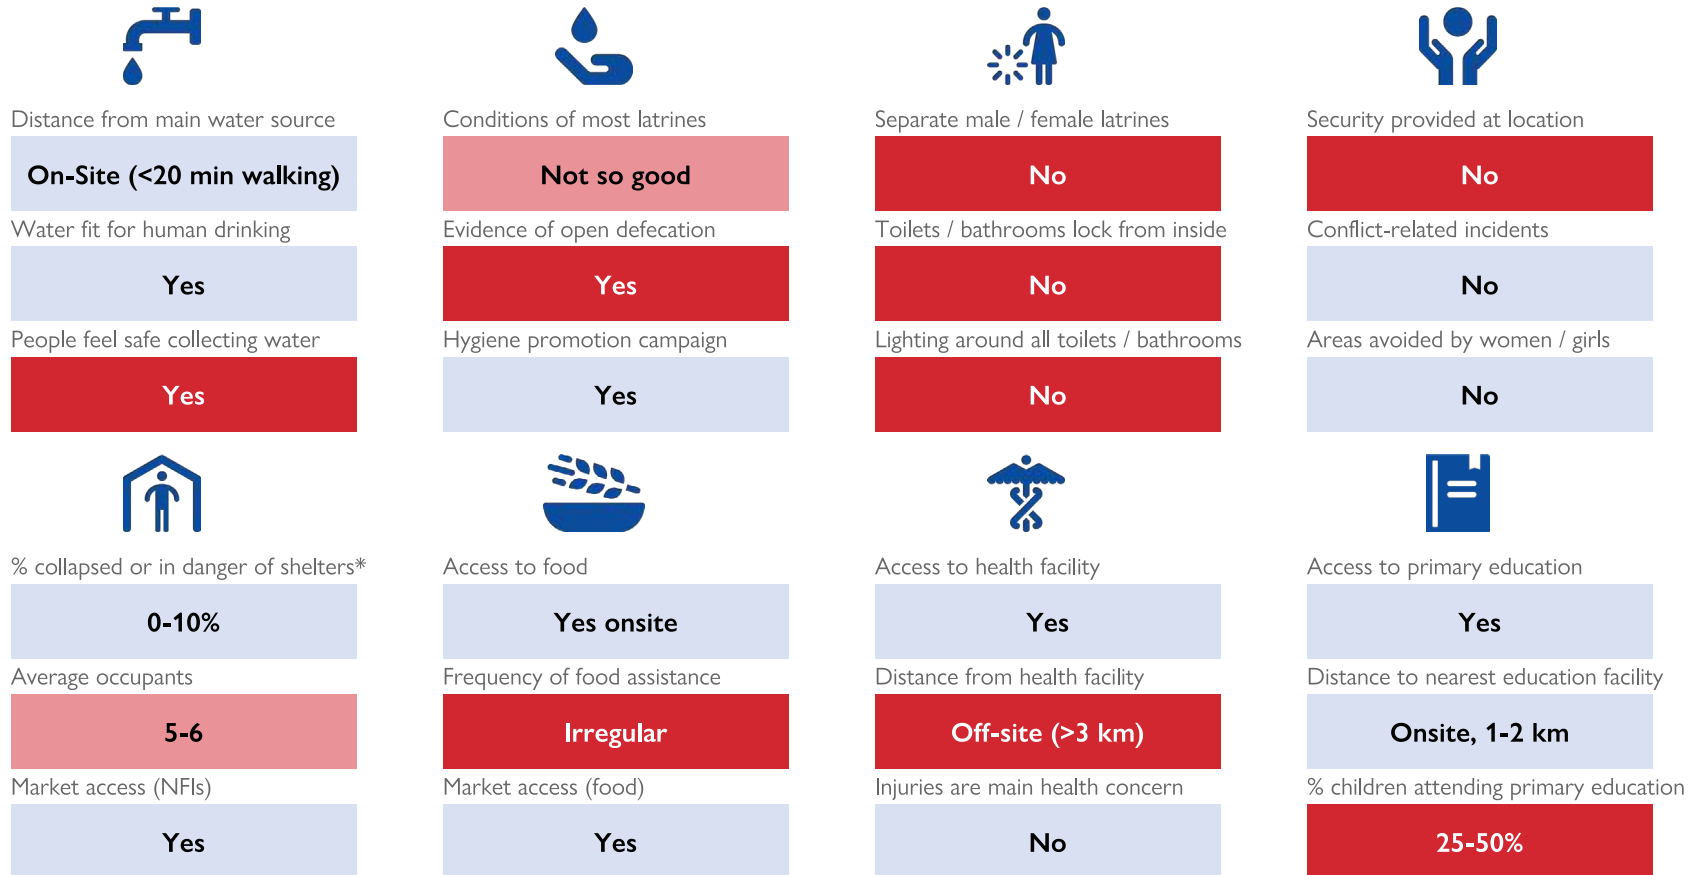 Distance from main water source
On-Site (<20 min walking)
Water fit for human drinking
Yes
People feel safe collecting water
Yes
Conditions of most latrines
Not so good
Evidence of open defecation
Yes
Hygiene promotion campaign
Yes
Separate male / female latrines
No
Toilets / bathrooms lock from inside
No
Lighting around all toilets / bathrooms
No
Security provided at location
No
Conflict-related incidents
No
Areas avoided by women / girls
No
% collapsed or in danger of shelters*
0-10%
Average occupants
5-6
Market access (NFIs)
Yes
Access to food
Yes onsite
Frequency of food assistance
Irregular
Market access (food)
Yes
Access to health facility
Yes
Distance from health facility
Off-site (>3 km)
Injuries are main health concern
No
Access to primary education
Yes
Distance to nearest education facility
Onsite, 1-2 km
% children attending primary education
25-50%